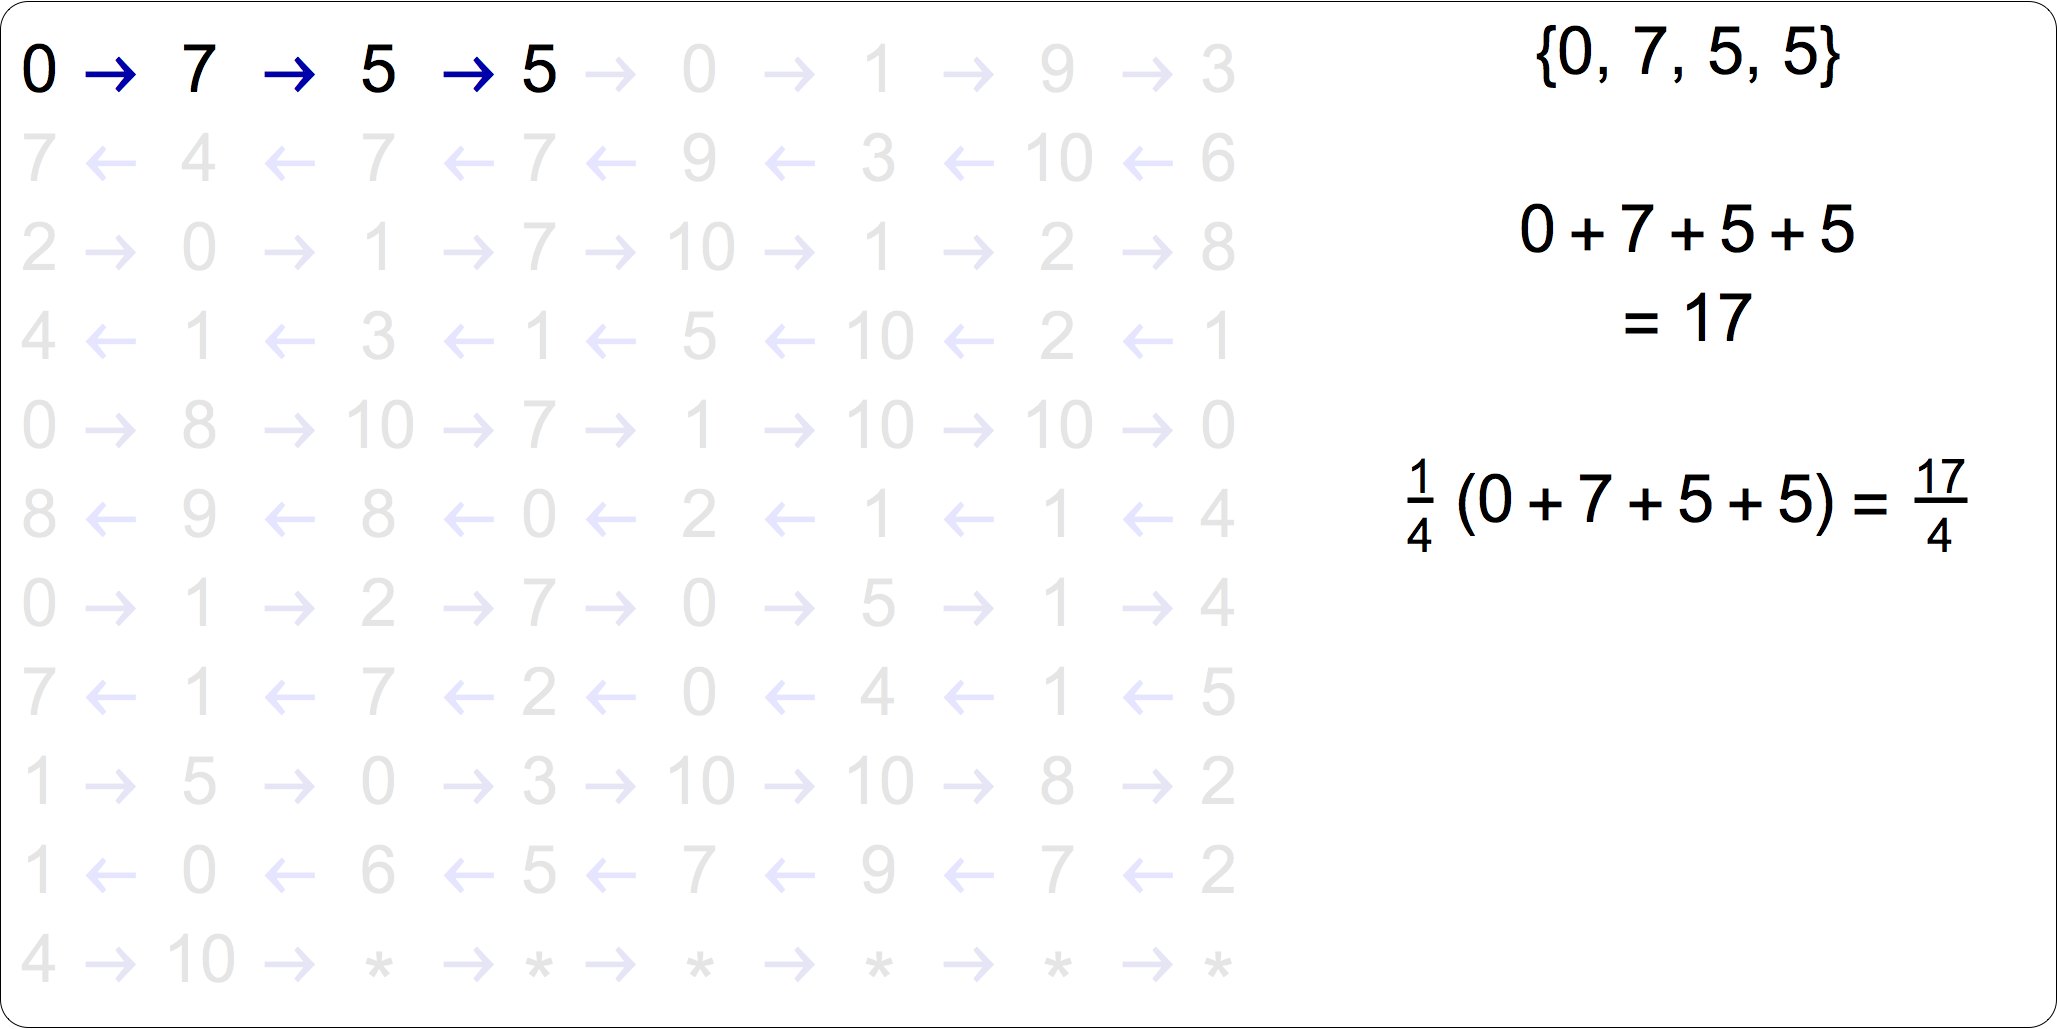 0 → 7 → 5 → 5 → 0 → 1 → 9 → 3
7 ← 4 ← 7 ← 7 ← 9 ← 3 ← 10 ← 6
2 → 0 → 1 → 7 → 10 → 1 → 2 → 8
4 ← 1 ← 3 ← 1 ← 5 ← 10 ← 2 ← 1
0 → 8 → 10 → 7 → 1 → 10 → 10 → 0
8 ← 9 ← 8 ← 0 ← 2 ← 1 ← 1 ← 4
0 → 1 → 2 → 7 → 0 → 5 → 1 → 4
7 ← 1 ← 7 ← 2 ← 0 ← 4 ← 1 ← 5
1 → 5 → 0 → 3 → 10 → 10 → 8 → 2
1 ← 0 ← 6 ← 5 ← 7 ← 9 ← 7 ← 2
4 → 10 → * → * → * → * → * → *
{0, 7, 5, 5}
0 + 7 + 5 + 5
= 17
1/4 (0 + 7 + 5 + 5) = 17/4